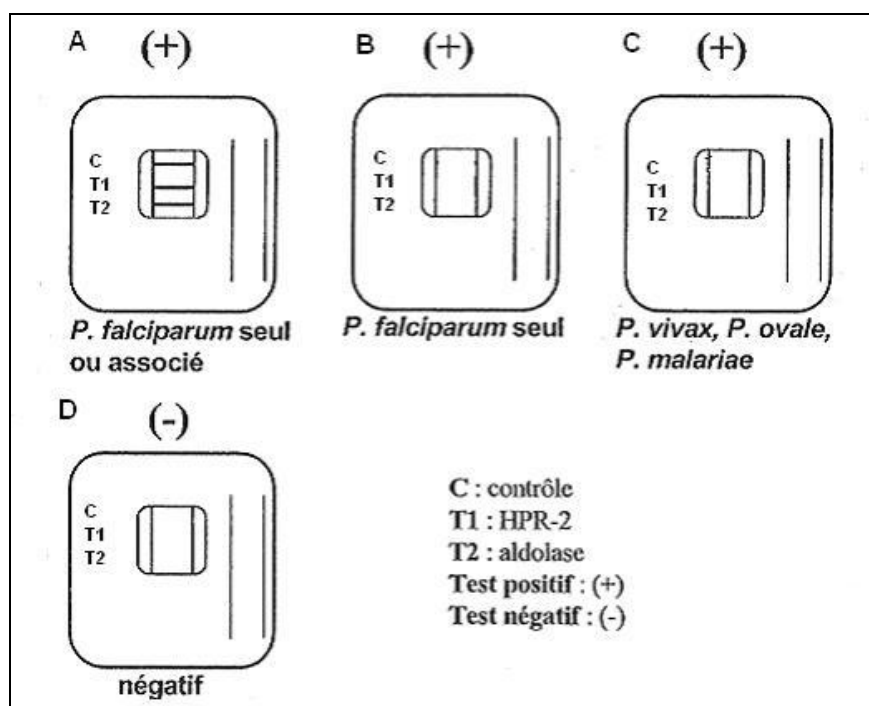 A (+)
C
T1
T2
P. falciparum seul
ou associé
B (+)
C
T1
T2
P. falciparum seul
C (+)
C
T1
T2
P. vivax, P. ovale,
P. malariae
D (-)
C
T1
T2
négatif
C : contrôle
T1 : HPR-2
T2 : aldolase
Test positif : (+)
Test négatif : (-)